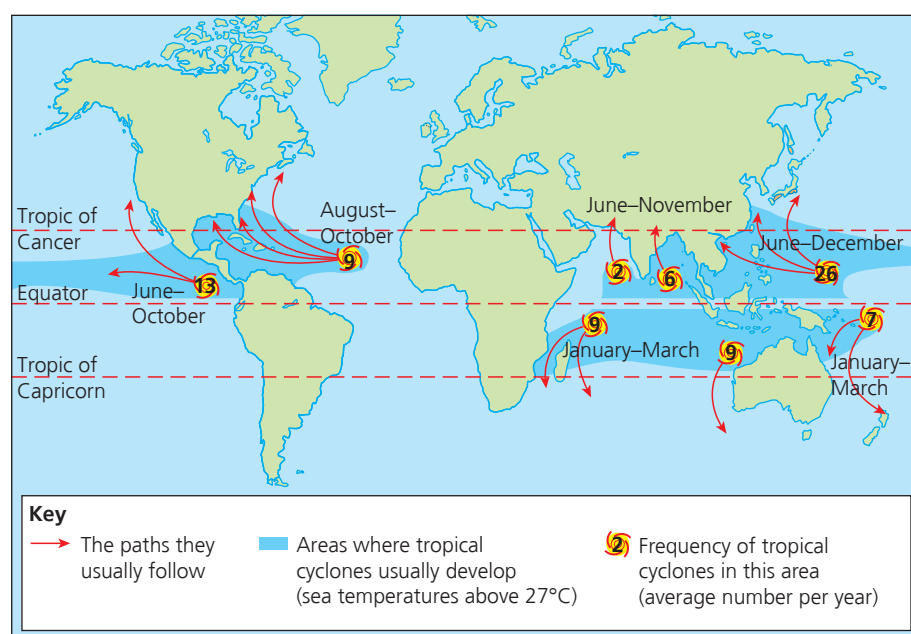 August–
October
June–November
Tropic of
Cancer
June–December
9
2
6
26
13
Equator
June–
October
9
7
January–March
9
Tropic of
Capricorn
January–
March
Key
The paths they
usually follow
Areas where tropical
cyclones usually develop
(sea temperatures above 27°C)
2
Frequency of tropical
cyclones in this area
(average number per year)